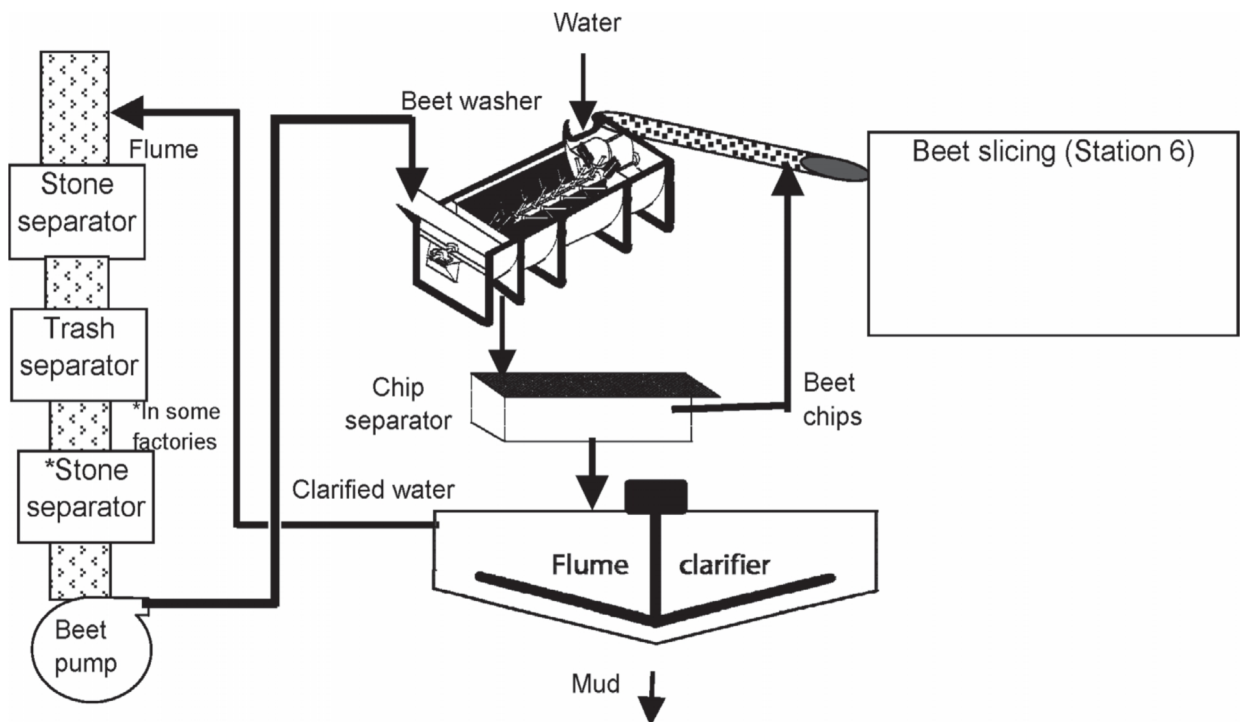 Water
Beet washer
Flume
Beet slicing (Station 6)
Stone
separator
Trash
separator
*In some
factories
*Stone
separator
Chip
separator
Beet
chips
Clarified water
Flume clarifier
Beet
pump
Mud